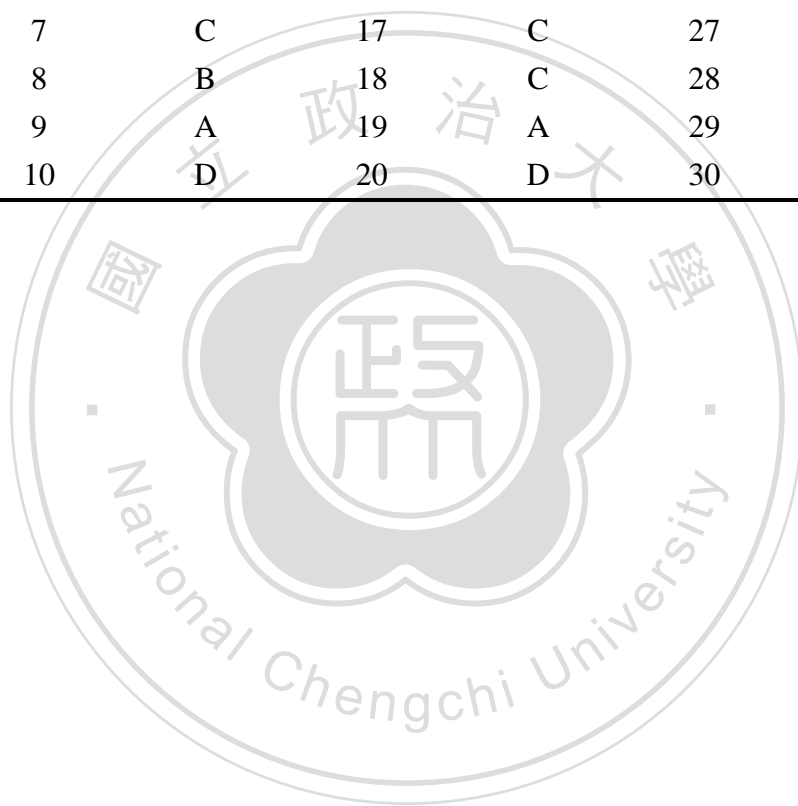 7 C 17 C 27
8 B 18 C 28
9 A 19 A 29
10 D 20 D 30
國立政治大學
政
National Chengchi University